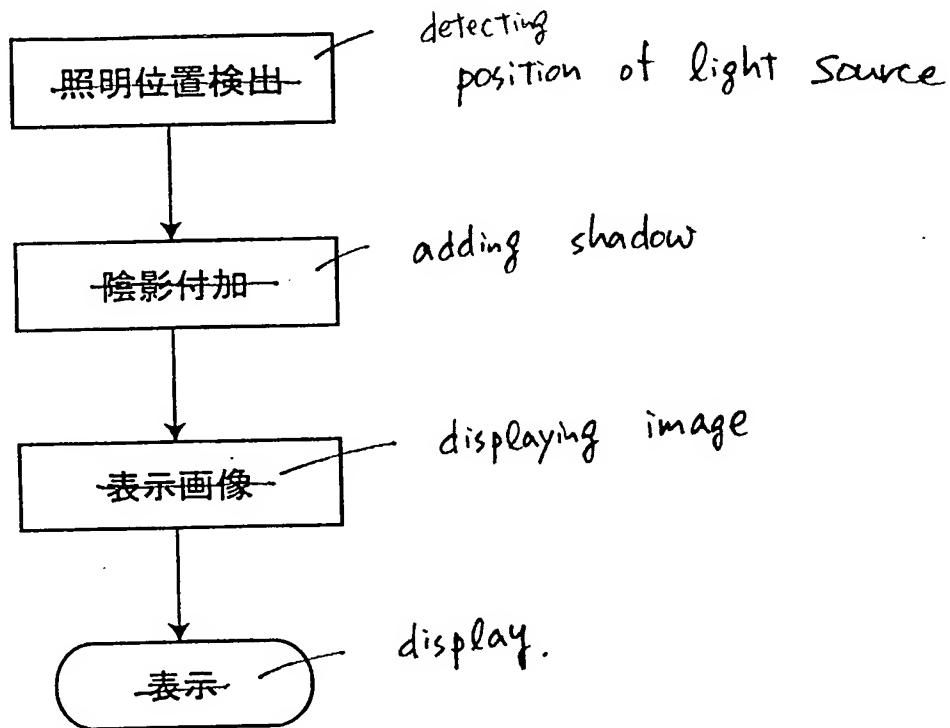 照明位置検出
detecting
position of light source
陰影付加
adding shadow
表示画像
displaying image
表示
display.